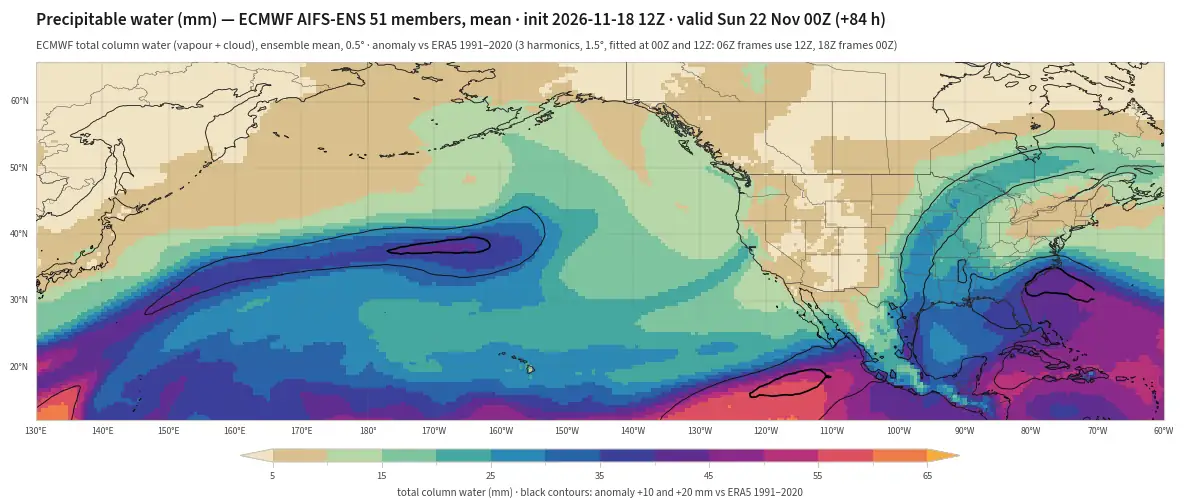 Precipitable water (mm) — ECMWF AIFS-ENS 51 members, mean · init 2026-11-18 12Z · valid Sun 22 Nov 00Z (+84 h)
ECMWF total column water (vapour + cloud), ensemble mean, 0.5° · anomaly vs ERA5 1991–2020 (3 harmonics, 1.5°, fitted at 00Z and 12Z: 06Z frames use 12Z, 18Z frames 00Z)
60°N
50°N
40°N
30°N
20°N
130°E 140°E 150°E 160°E 170°E 180° 170°W 160°W 150°W 140°W 130°W 120°W 110°W 100°W 90°W 80°W 70°W 60°W
5 15 25 35 45 55 65
total column water (mm) · black contours: anomaly +10 and +20 mm vs ERA5 1991–2020